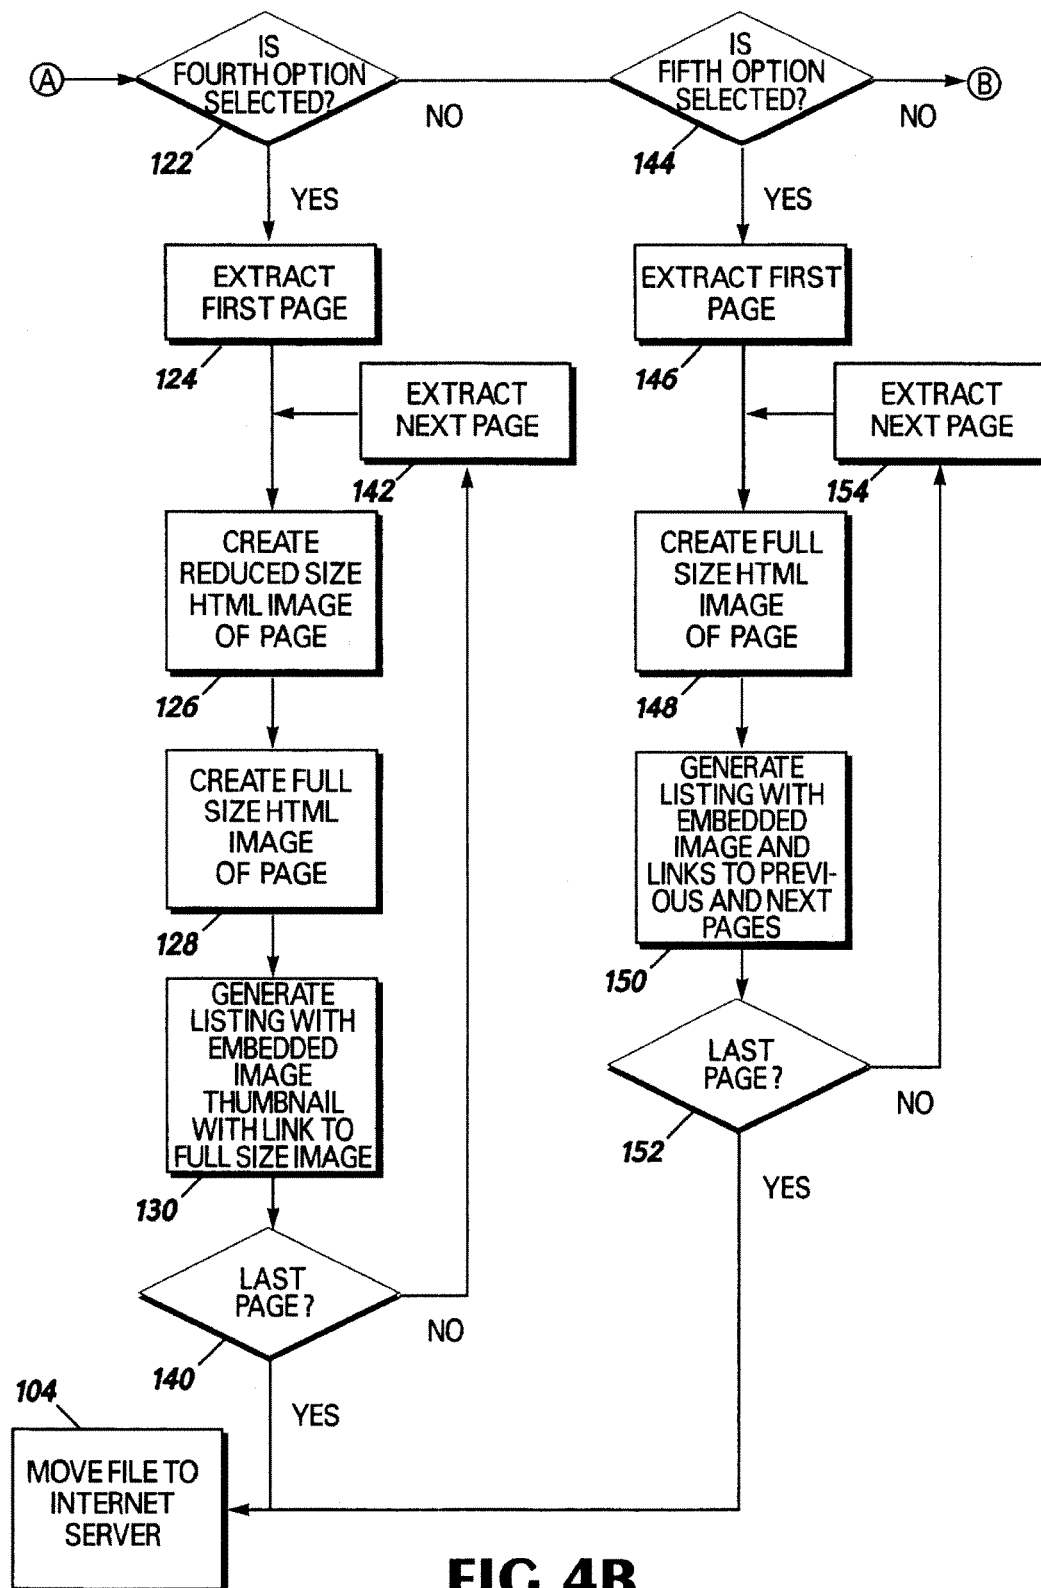 IS
FOURTH OPTION
SELECTED?
A
NO
122
YES
IS
FIFTH OPTION
SELECTED?
B
NO
144
YES
EXTRACT
FIRST PAGE
124
EXTRACT
NEXT PAGE
142
CREATE
REDUCED SIZE
HTML IMAGE
OF PAGE
126
CREATE FULL
SIZE HTML
IMAGE
OF PAGE
128
GENERATE
LISTING WITH
EMBEDDED
IMAGE
THUMBNAIL
WITH LINK TO
FULL SIZE IMAGE
130
LAST
PAGE?
NO
140
YES
EXTRACT FIRST
PAGE
146
EXTRACT
NEXT PAGE
154
CREATE FULL
SIZE HTML
IMAGE
OF PAGE
148
GENERATE
LISTING WITH
EMBEDDED
IMAGE AND
LINKS TO PREVI-
OUS AND NEXT
PAGES
150
LAST
PAGE?
NO
152
YES
104
MOVE FILE TO
INTERNET
SERVER
FIG 4B